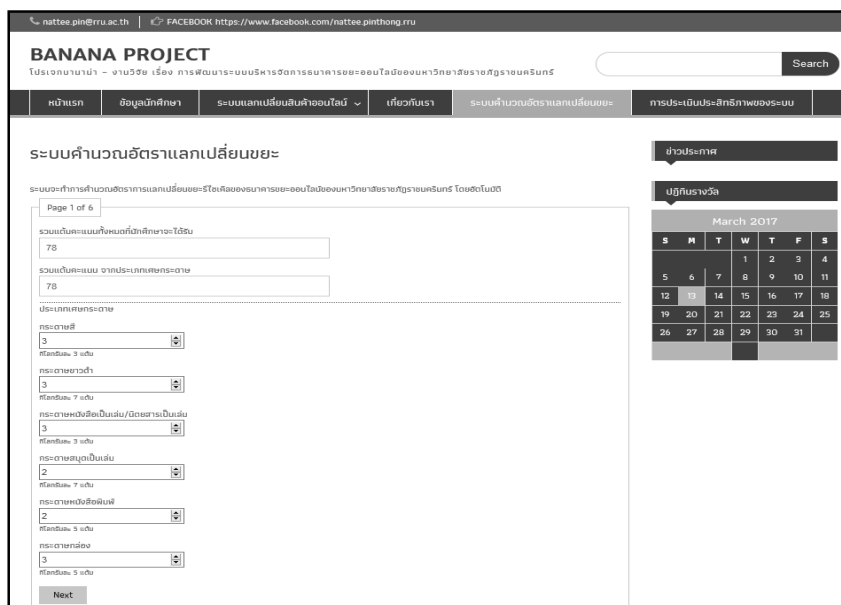 nattee.pin@rru.ac.th
FACEBOOK https://www.facebook.com/nattee.pinthong.rru
BANANA PROJECT
โปรเจกบานาน่า – งานวิจัย เรื่อง การพัฒนาระบบบริหารจัดการธนาคารขยะออนไลน์ของมหาวิทยาลัยราชภัฏราชนครินทร์
Search
หน้าแรก
ข้อมูลนักศึกษา
ระบบแลกเปลี่ยนสินค้าออนไลน์
เกี่ยวกับเรา
ระบบคำนวณอัตราแลกเปลี่ยนขยะ
การประเมินประสิทธิภาพของระบบ
ระบบคำนวณอัตราแลกเปลี่ยนขยะ
ระบบจะทำการคำนวณอัตราการแลกเปลี่ยนขยะรีไซเคิลของธนาคารขยะออนไลน์ของมหาวิทยาลัยราชภัฏราชนครินทร์ โดยอัตโนมัติ
Page 1 of 6
รวมแต้มคะแนนทั้งหมดที่นักศึกษาจะได้รับ
78
รวมแต้มคะแนน จากประเภทเศษกระดาษ
78
ประเภทเศษกระดาษ
กระดาษสี
3
กิโลกรัมละ 3 แต้ม
กระดาษขาวดำ
3
กิโลกรัมละ 7 แต้ม
กระดาษหนังสือเป็นเล่ม/นิตยสารเป็นเล่ม
3
กิโลกรัมละ 3 แต้ม
กระดาษสมุดเป็นเล่ม
2
กิโลกรัมละ 7 แต้ม
กระดาษหนังสือพิมพ์
2
กิโลกรัมละ 5 แต้ม
กระดาษกล่อง
3
กิโลกรัมละ 5 แต้ม
Next
ข่าวประกาศ
ปฏิทินรางวัล
March 2017
S M T W T F S
1 2 3 4
5 6 7 8 9 10 11
12 13 14 15 16 17 18
19 20 21 22 23 24 25
26 27 28 29 30 31